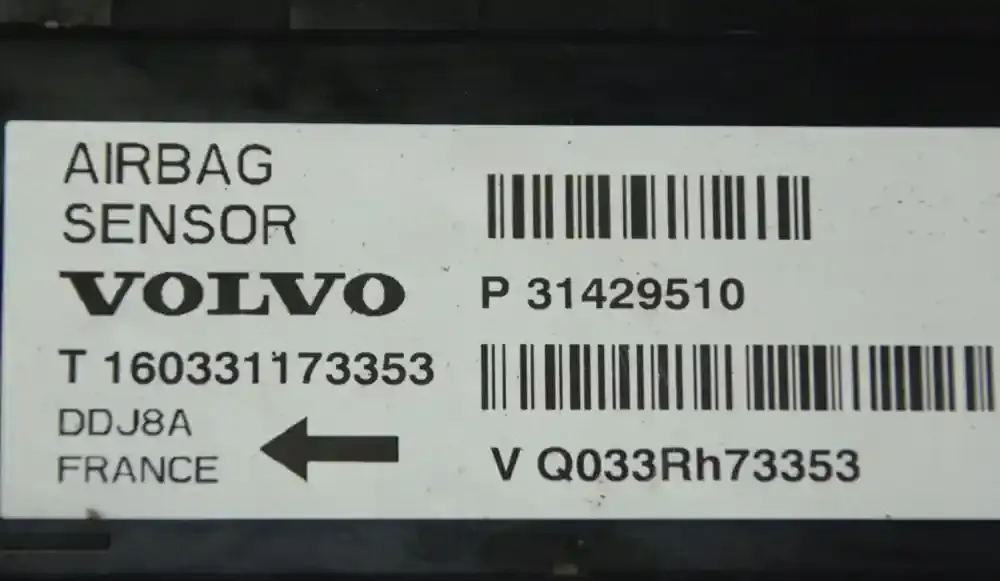 AIRBAG
SENSOR
VOLVO
T 160331173353
DDJ8A
FRANCE
P 31429510
V Q033Rh73353